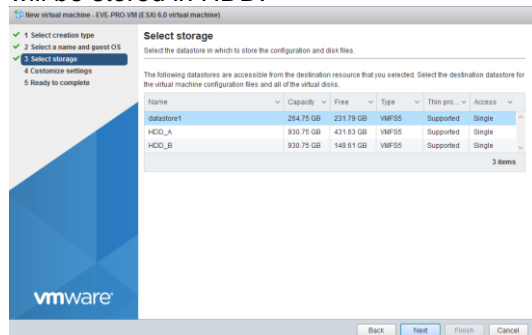 will be stored in HDD.
New virtual machine - EVE-PRO-VM (ESXi 6.0 virtual machine)
1 Select creation type
2 Select a name and guest OS
3 Select storage
4 Customize settings
5 Ready to complete
Select storage
Select the datastore in which to store the configuration and disk files.
The following datastores are accessible from the destination resource that you selected. Select the destination datastore for
the virtual machine configuration files and all of the virtual disks.
Name Capacity Free Type Thin pro... Access
datastore1 264.75 GB 231.79 GB VMFS5 Supported Single
HDD_A 930.75 GB 431.63 GB VMFS5 Supported Single
HDD_B 930.75 GB 149.61 GB VMFS5 Supported Single
3 items
vmware
Back Next Finish Cancel